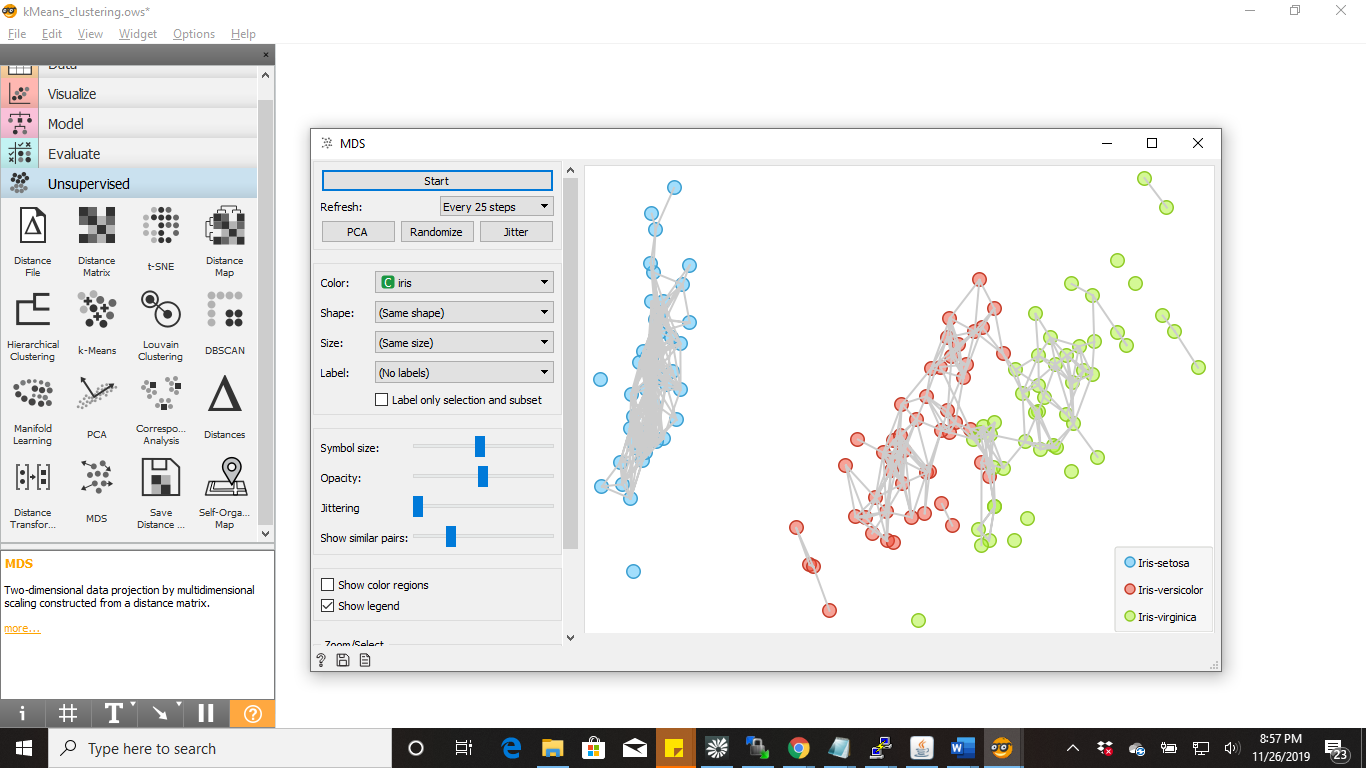 kMeans_clustering.ows*
File Edit View Widget Options Help
Data
Visualize
Model
Evaluate
Unsupervised
Distance File
Distance Matrix
t-SNE
Distance Map
Hierarchical Clustering
k-Means
Louvain Clustering
DBSCAN
Manifold Learning
PCA
Correspo... Analysis
Distances
Distance Transfor...
MDS
Save Distance ...
Self-Orga... Map
MDS
Two-dimensional data projection by multidimensional
scaling constructed from a distance matrix.
more...
MDS
Start
Refresh: Every 25 steps
PCA Randomize Jitter
Color: C iris
Shape: (Same shape)
Size: (Same size)
Label: (No labels)
Label only selection and subset
Symbol size:
Opacity:
Jittering
Show similar pairs:
Show color regions
Show legend
Zoom/Select
Iris-setosa
Iris-versicolor
Iris-virginica
Type here to search
8:57 PM
11/26/2019
23